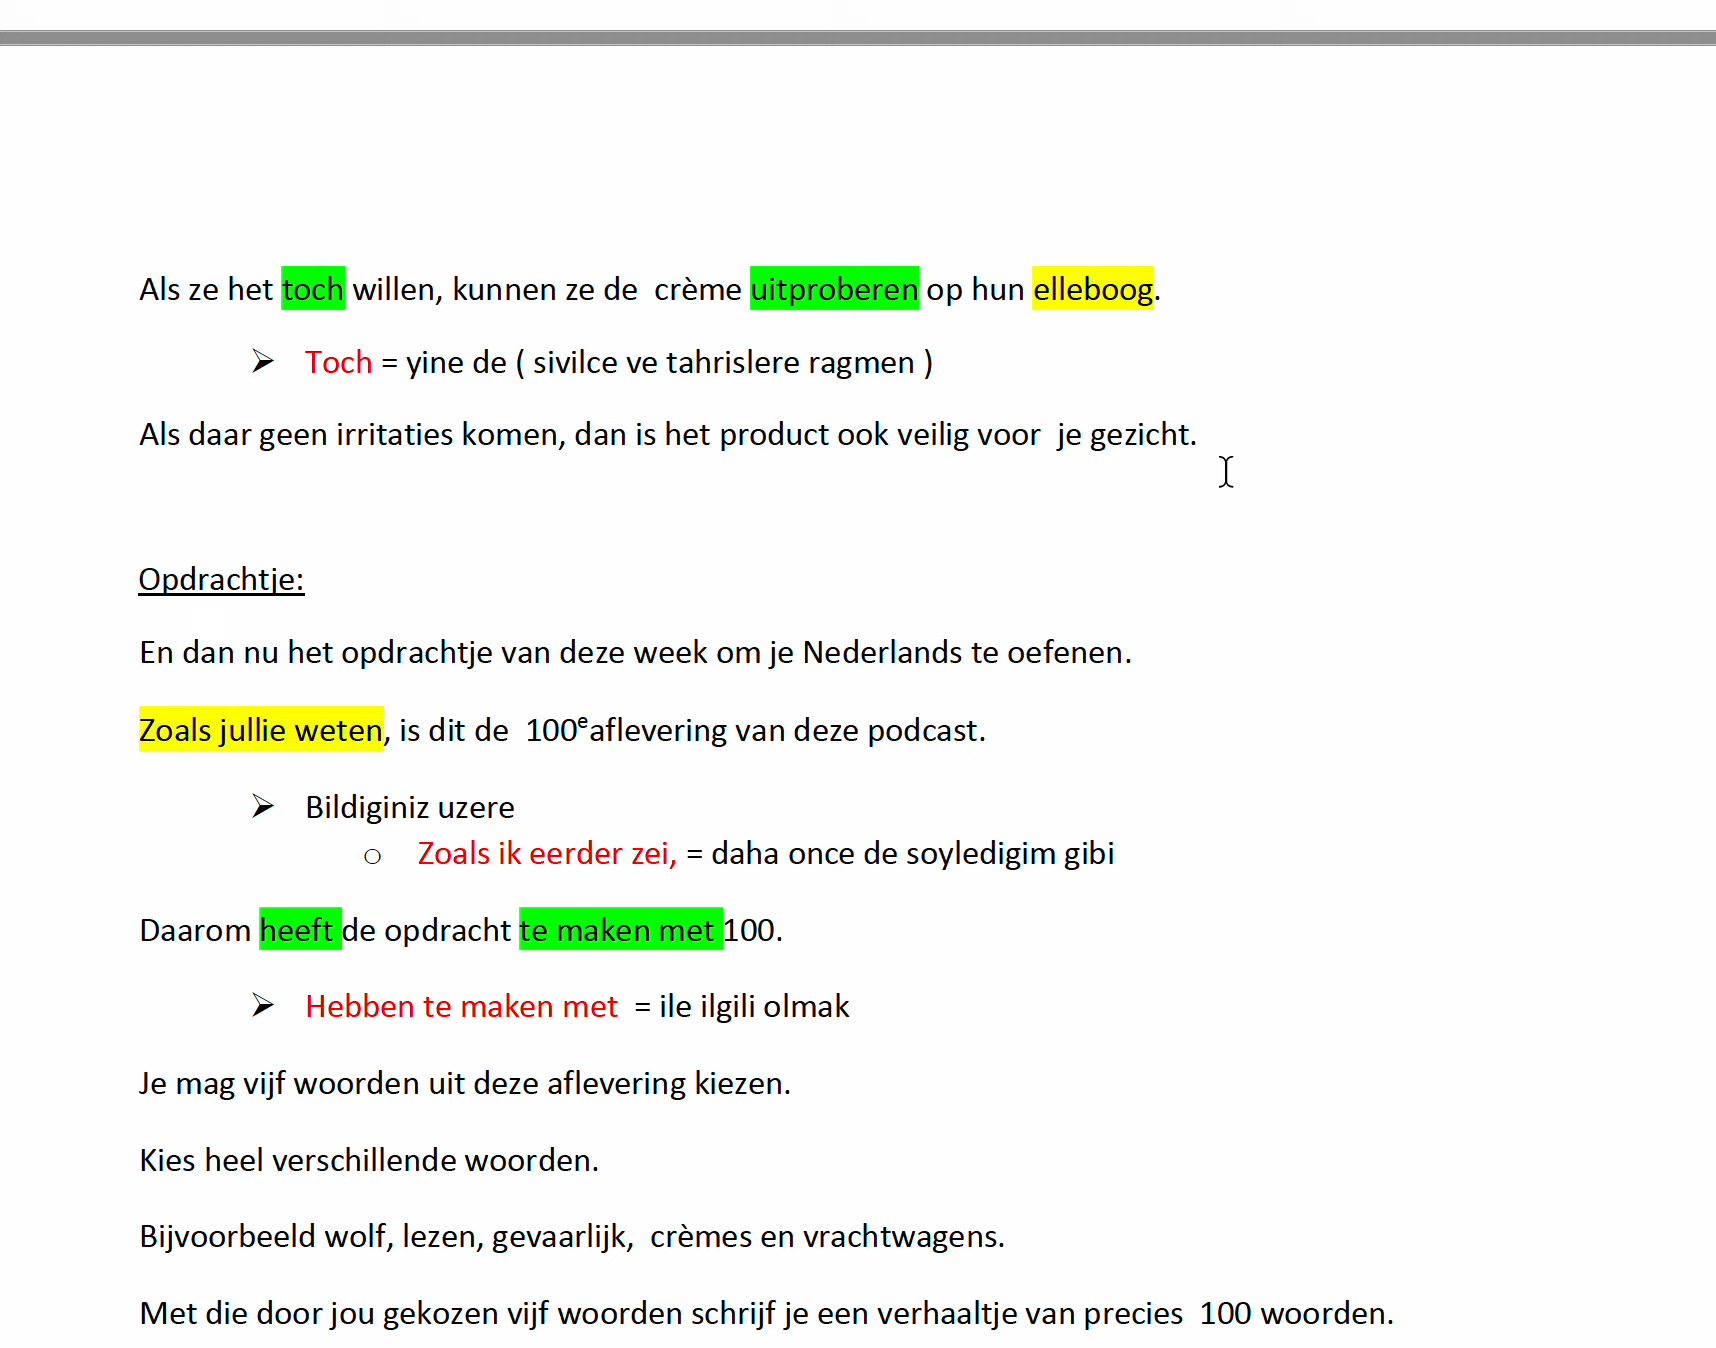 Als ze het toch willen, kunnen ze de  crème uitproberen op hun elleboog.
➢ Toch = yine de ( sivilce ve tahrislere ragmen )
Als daar geen irritaties komen, dan is het product ook veilig voor  je gezicht.
Opdrachtje:
En dan nu het opdrachtje van deze week om je Nederlands te oefenen.
Zoals jullie weten, is dit de  100ᵉaflevering van deze podcast.
➢ Bildiginiz uzere
○ Zoals ik eerder zei, = daha once de soyledigim gibi
Daarom heeft de opdracht te maken met 100.
➢ Hebben te maken met  = ile ilgili olmak
Je mag vijf woorden uit deze aflevering kiezen.
Kies heel verschillende woorden.
Bijvoorbeeld wolf, lezen, gevaarlijk,  crèmes en vrachtwagens.
Met die door jou gekozen vijf woorden schrijf je een verhaaltje van precies  100 woorden.